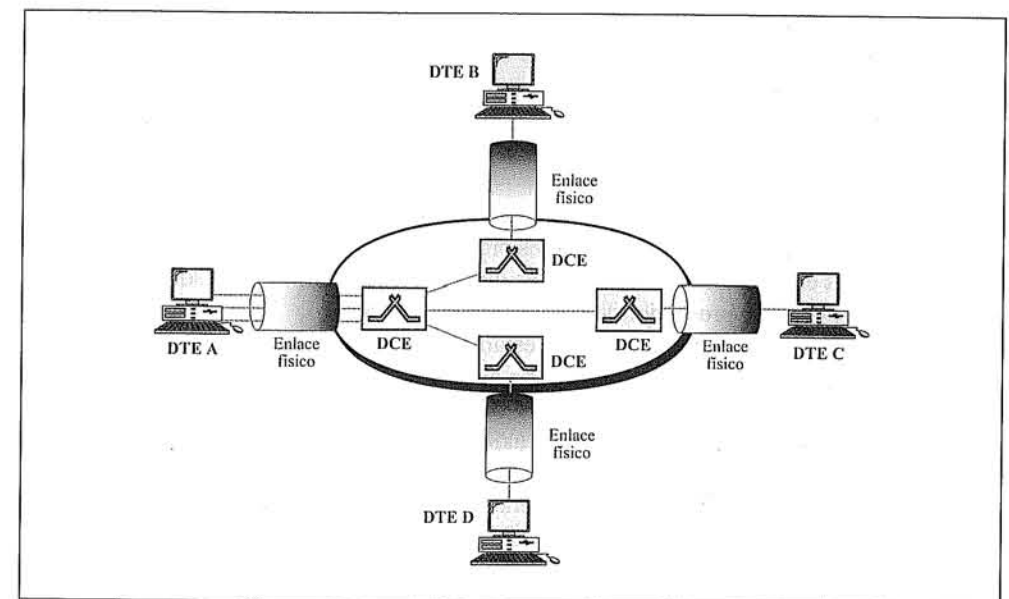 DTE B
Enlace
físico
DCE
DTE A
Enlace
físico
DCE
DCE
DCE
Enlace
físico
DTE C
Enlace
físico
DTE D